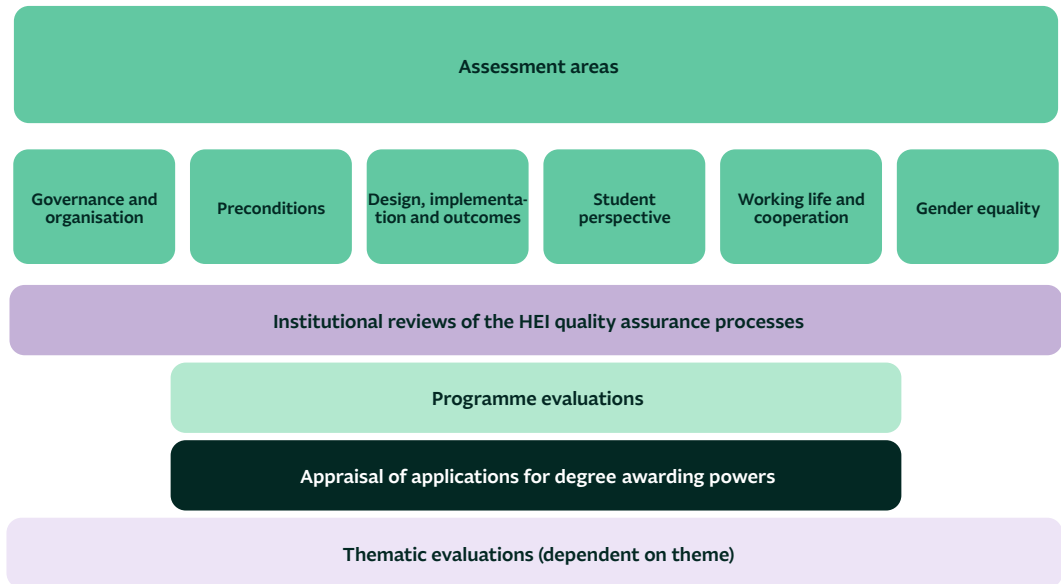 Assessment areas
Governance and
organisation
Preconditions
Design, implementa-
tion and outcomes
Student
perspective
Working life and
cooperation
Gender equality
Institutional reviews of the HEI quality assurance processes
Programme evaluations
Appraisal of applications for degree awarding powers
Thematic evaluations (dependent on theme)